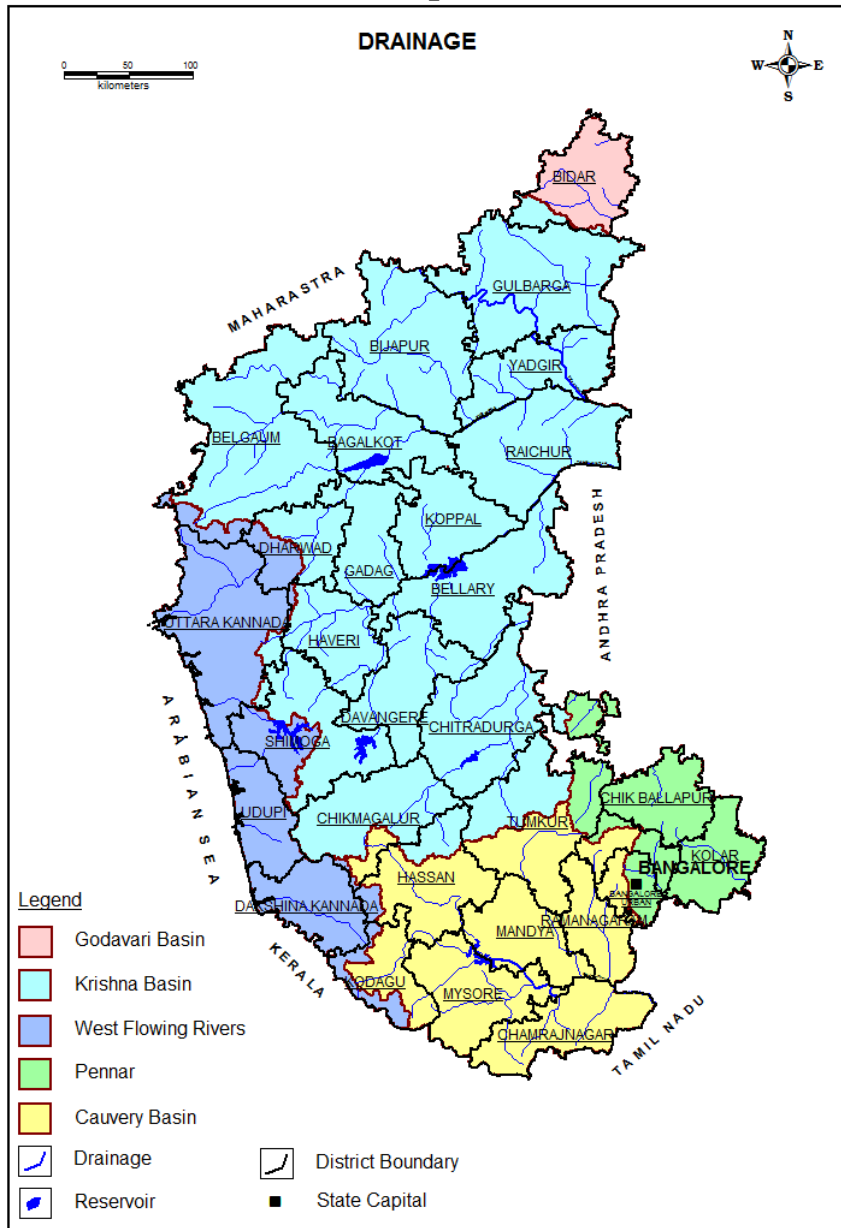 DRAINAGE
0 50 100
kilometers
N
W E
S
BIDAR
GULBARGA
MAHARASTRA
BIJAPUR
YADGIR
BELGAUM
BAGALKOT
RAICHUR
KOPPAL
DHARWAD
GADAG
BELLARY
ANDHRA PRADESH
UTTARA KANNADA
HAVERI
ARABIAN SEA
DAVANGERE
CHITRADURGA
SHIMOGA
CHIK BALLAPUR
UDUPI
CHIKMAGALUR
TUMKUR
KOLAR
BANGALORE
HASSAN
BANGALORE
URBAN
DAKSHINA KANNADA
RAMANAGARAM
MANDYA
KERALA
KODAGU
MYSORE
CHAMRAJNAGAR
TAMIL NADU
Legend
Godavari Basin
Krishna Basin
West Flowing Rivers
Pennar
Cauvery Basin
Drainage
District Boundary
Reservoir
State Capital